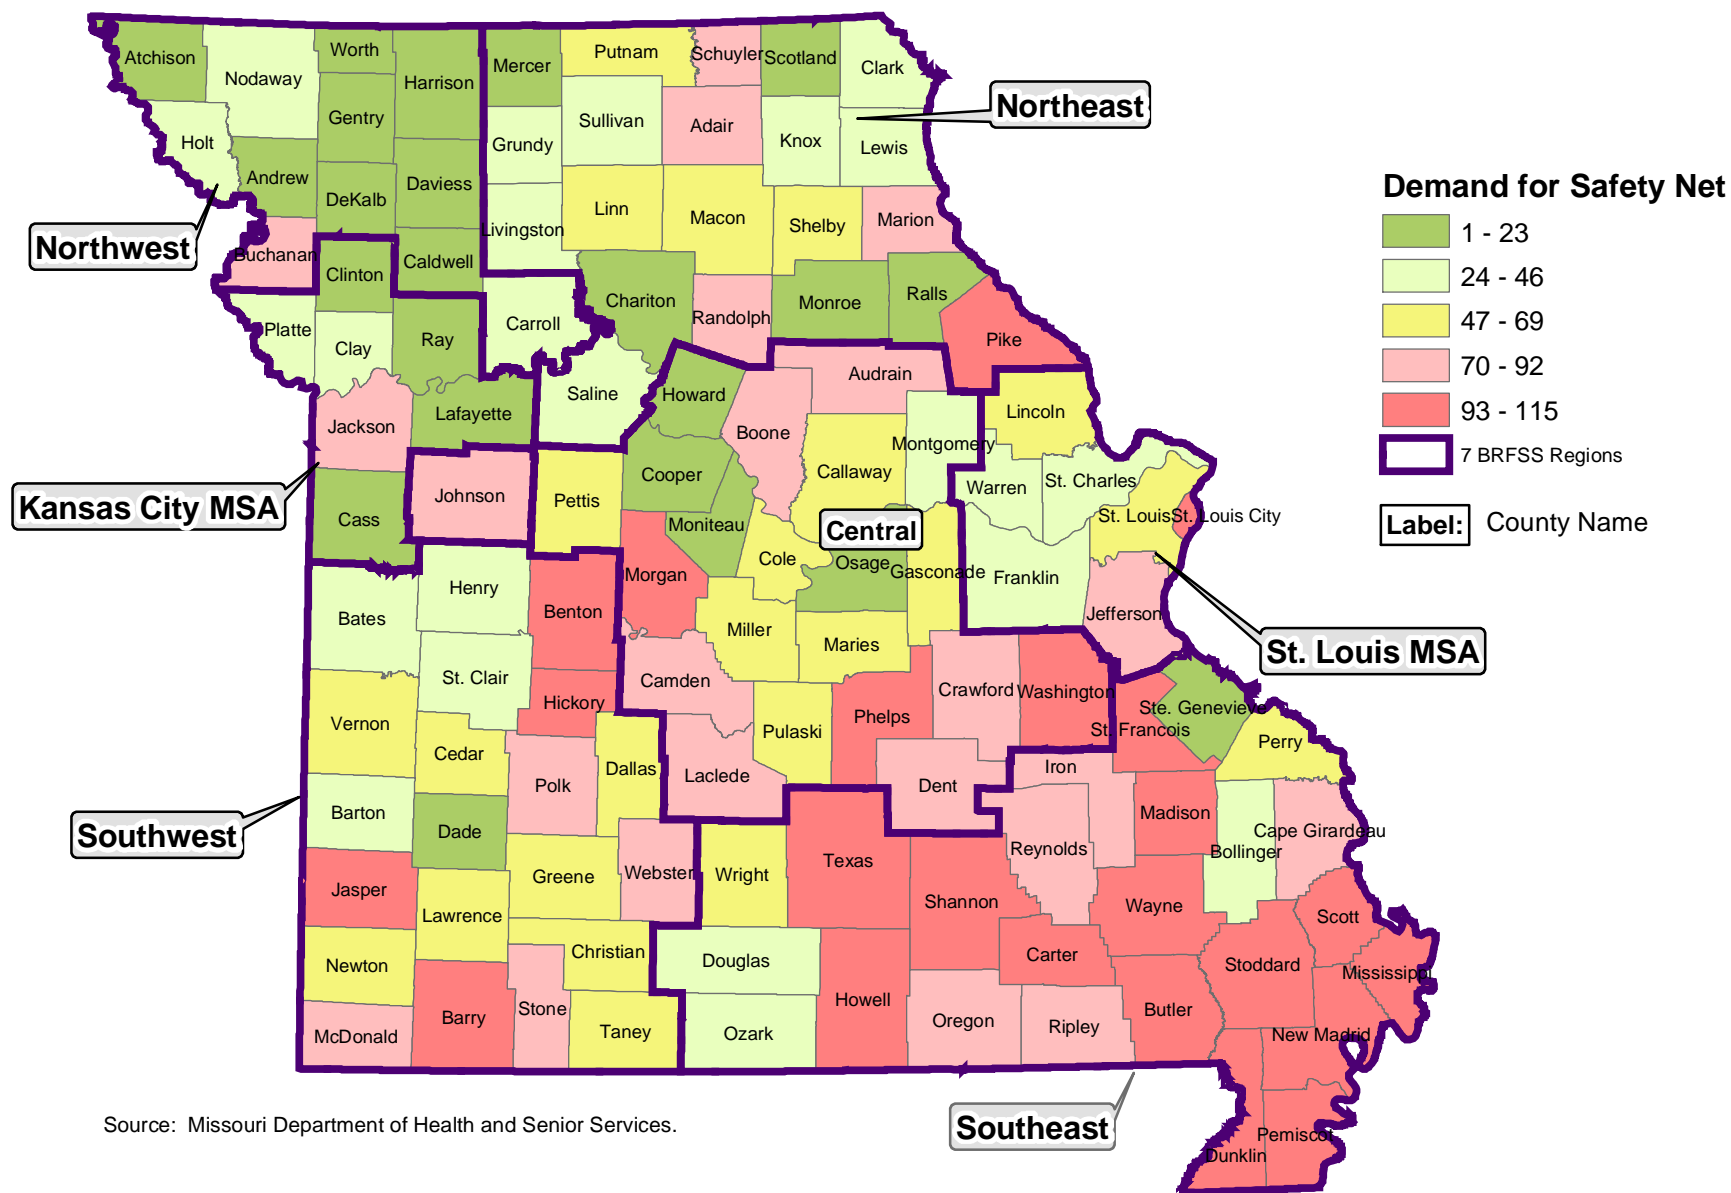 Atchison
Nodaway
Worth
Harrison
Mercer
Putnam
Schuyler
Scotland
Clark
Gentry
Sullivan
Adair
Northeast
Holt
Grundy
Knox
Lewis
Andrew
DeKalb
Daviess
Linn
Macon
Shelby
Marion
Northwest
Livingston
Buchanan
Clinton
Caldwell
Chariton
Randolph
Monroe
Ralls
Pike
Platte
Clay
Ray
Carroll
Audrain
Saline
Howard
Lafayette
Lincoln
Jackson
Boone
Montgomery
Callaway
Cooper
Warren
St. Charles
Johnson
Pettis
Kansas City MSA
Cass
Moniteau
Central
St. Louis
St. Louis City
Cole
Osage
Gasconade
Franklin
Morgan
Henry
Benton
Bates
Miller
Maries
Jefferson
St. Louis MSA
St. Clair
Camden
Crawford
Washington
Hickory
Vernon
Phelps
Pulaski
Ste. Genevieve
St. Francois
Perry
Cedar
Dallas
Laclede
Polk
Dent
Iron
Barton
Madison
Southwest
Dade
Cape Girardeau
Reynolds
Bollinger
Texas
Jasper
Greene
Webster
Wright
Shannon
Wayne
Lawrence
Scott
Christian
Newton
Douglas
Carter
Stoddard
Mississippi
Howell
Stone
Barry
Butler
McDonald
Taney
Ozark
Oregon
Ripley
New Madrid
Southeast
Pemiscot
Dunklin
Demand for Safety Net
1 - 23
24 - 46
47 - 69
70 - 92
93 - 115
7 BRFSS Regions
Label: County Name
Source: Missouri Department of Health and Senior Services.